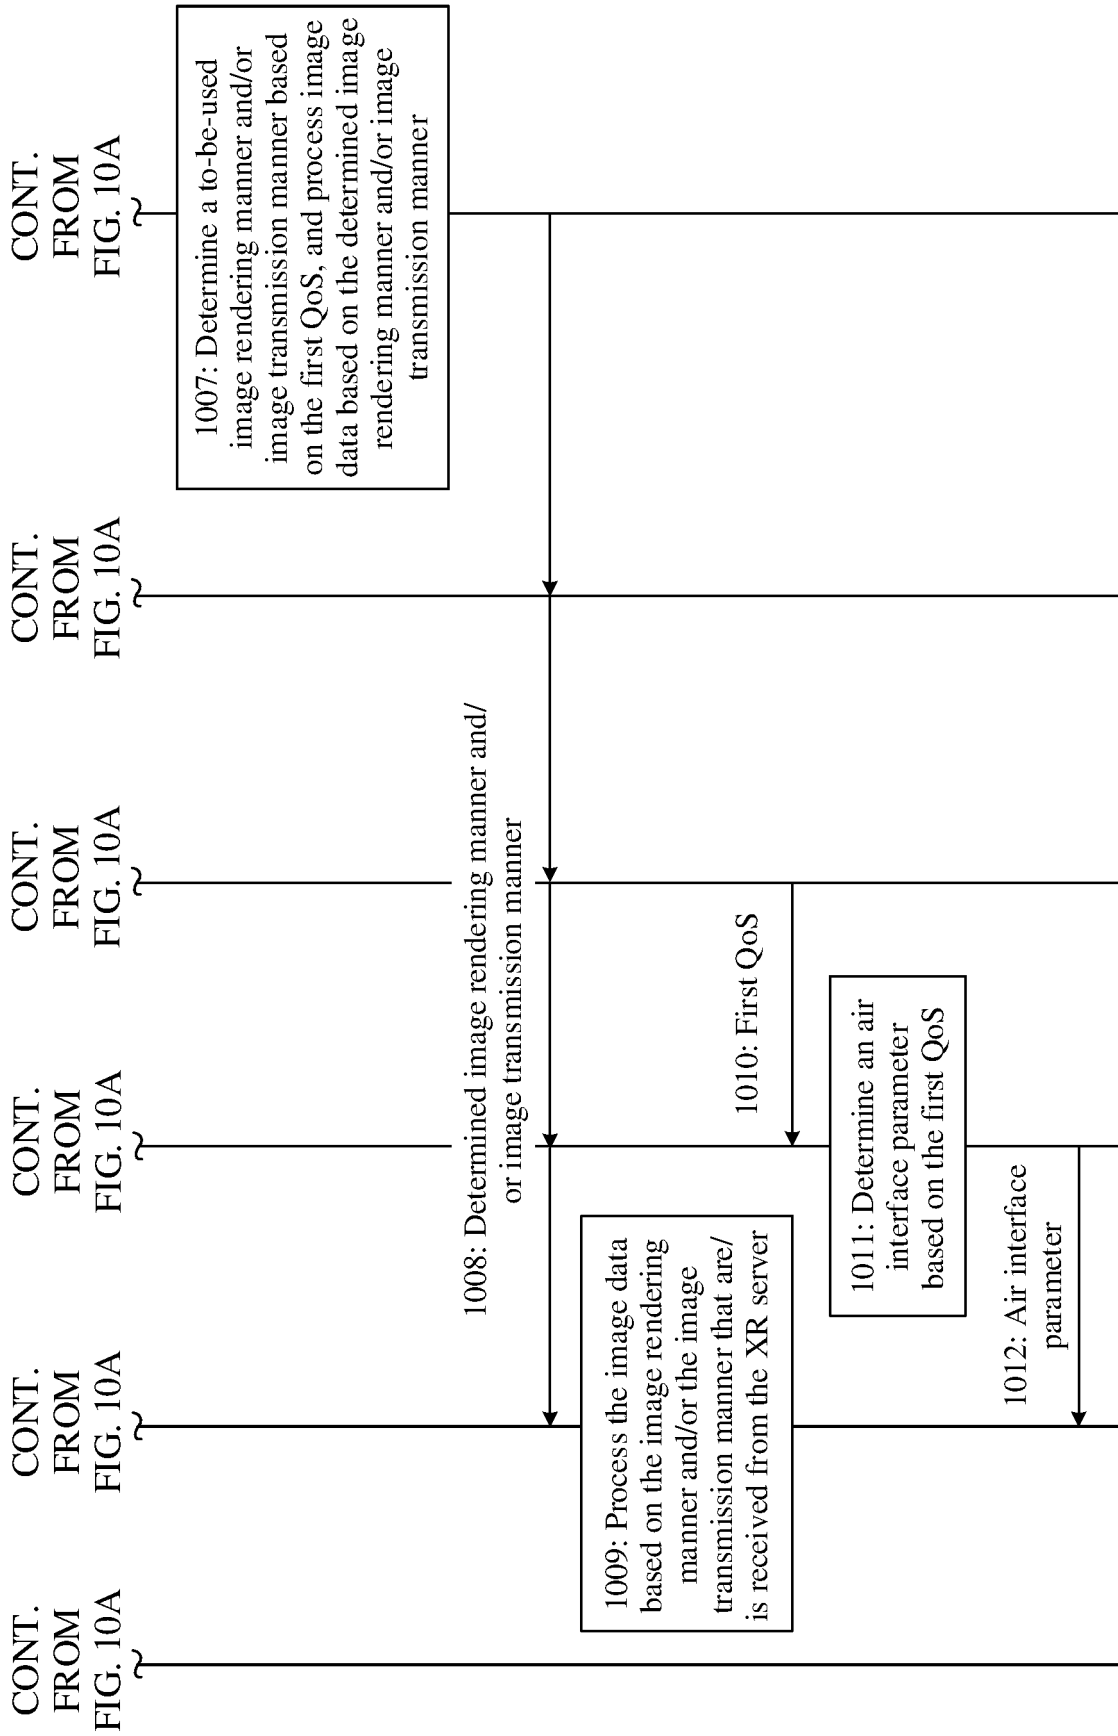 CONT.
FROM
FIG. 10A
CONT.
FROM
FIG. 10A
CONT.
FROM
FIG. 10A
CONT.
FROM
FIG. 10A
CONT.
FROM
FIG. 10A
CONT.
FROM
FIG. 10A
1007: Determine a to-be-used
image rendering manner and/or
image transmission manner based
on the first QoS, and process image
data based on the determined image
rendering manner and/or image
transmission manner
1008: Determined image rendering manner and/
or image transmission manner
1009: Process the image data
based on the image rendering
manner and/or the image
transmission manner that are/
is received from the XR server
1010: First QoS
1011: Determine an air
interface parameter
based on the first QoS
1012: Air interface
parameter